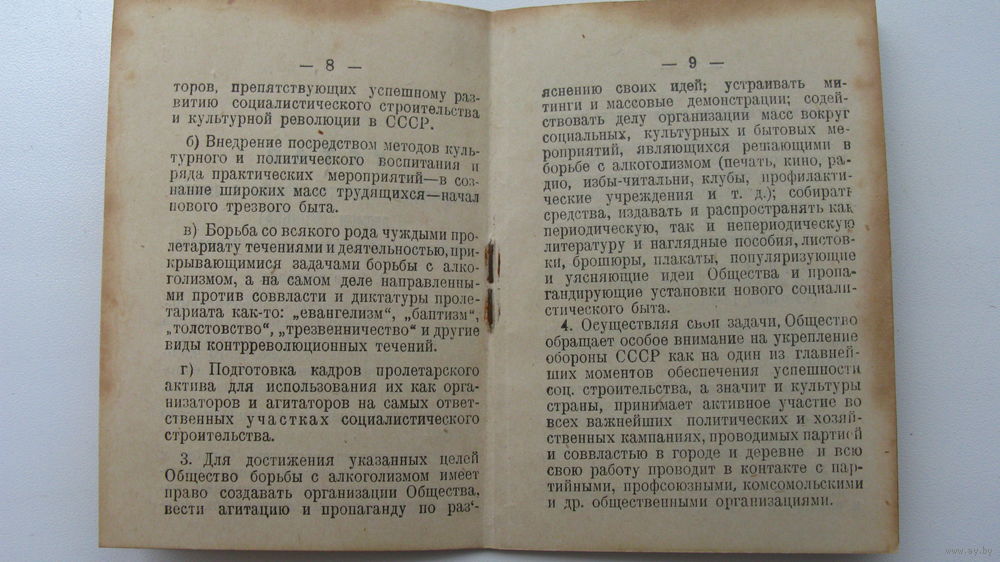 — 8 —
торов, препятствующих успешному раз-
витию социалистического строительства
и культурной революции в СССР.
б) Внедрение посредством методов куль-
турного и политического воспитания и
ряда практических мероприятий—в соз-
нание широких масс трудящихся—начал
нового трезвого быта.
в) Борьба со всякого рода чуждыми про-
летариату течениями и деятельностью, при-
крывающимися задачами борьбы с алко-
голизмом, а на самом деле направленны-
ми против соввласти и диктатуры проле-
тариата как-то: „евангелизм“, „баптизм“,
„толстовство“, „трезвенничество“ и другие
виды контрреволюционных течений.
г) Подготовка кадров пролетарского
актива для использования их как орга-
низаторов и агитаторов на самых ответ-
ственных участках социалистического
строительства.
3. Для достижения указанных целей
Общество борьбы с алкоголизмом имеет
право создавать организации Общества,
вести агитацию и пропаганду по раз'-
— 9 —
яснению своих идей; устраивать ми-
тинги и массовые демонстрации; содей-
ствовать делу организации масс вокруг
социальных, культурных и бытовых ме-
роприятий, являющихся решающими в
борьбе с алкоголизмом (печать, кино, ра-
дио, избы-читальни, клубы, профилакти-
ческие учреждения и т. д.); собирать
средства, издавать и распространять как
периодическую, так и непериодическую
литературу и наглядные пособия, листов-
ки, брошюры, плакаты, популяризующие
и уясняющие идеи Общества и пропа-
гандирующие установки нового социали-
стического быта.
4. Осуществляя свои задачи, Общество
обращает особое внимание на укрепление
обороны СССР как на один из главней-
ших моментов обеспечения успешности
соц. строительства, а значит и культуры
страны, принимает активное участие во
всех важнейших политических и хозяй-
ственных кампаниях, проводимых партией
и соввластью в городе и деревне и всю
свою работу проводит в контакте с пар-
тийными, профсоюзными, комсомольскими
и др. общественными организациями.
www.ay.by